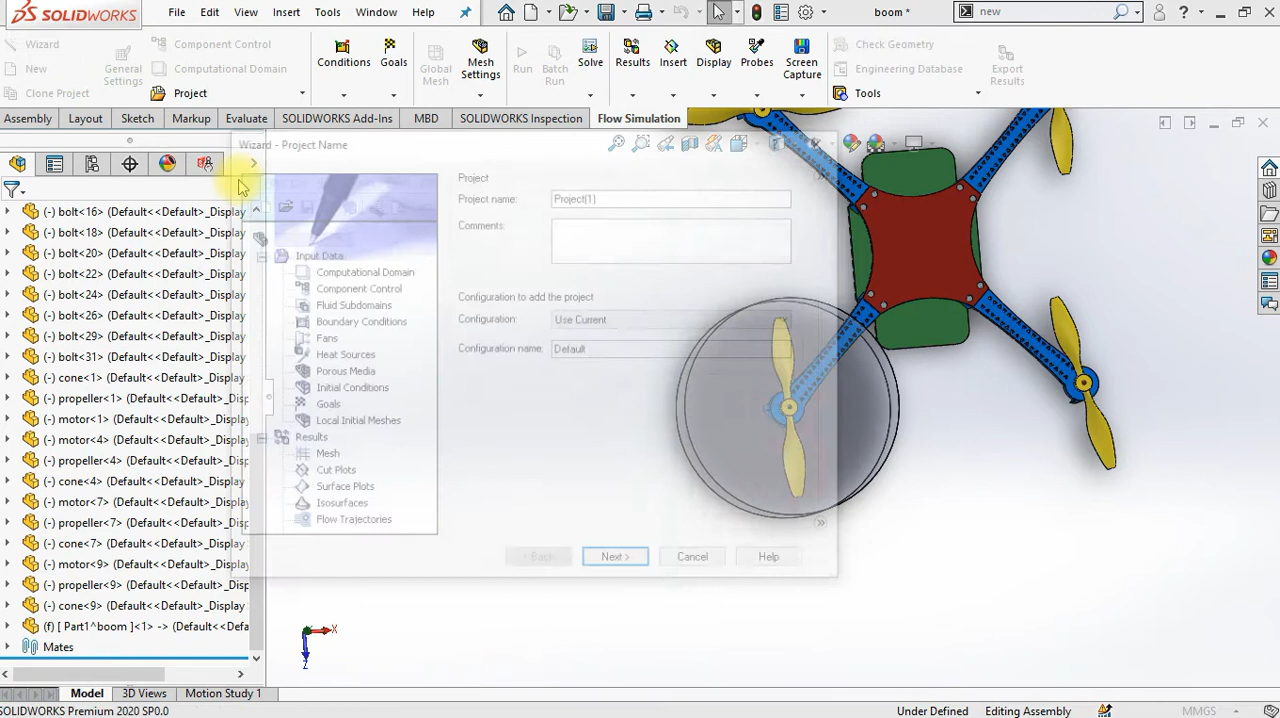 SOLIDWORKS
File Edit View Insert Tools Window Help
boom *
new
Wizard
New
Clone Project
General Settings
Component Control
Computational Domain
Project
Conditions
Goals
Global Mesh
Mesh Settings
Run
Batch Run
Solve
Results
Insert
Display
Probes
Screen Capture
Check Geometry
Engineering Database
Tools
Export Results
Assembly Layout Sketch Markup Evaluate SOLIDWORKS Add-Ins MBD SOLIDWORKS Inspection Flow Simulation
(-) bolt<16> (Default<<Default>_Display
(-) bolt<18> (Default<<Default>_Display
(-) bolt<20> (Default<<Default>_Display
(-) bolt<22> (Default<<Default>_Display
(-) bolt<24> (Default<<Default>_Display
(-) bolt<26> (Default<<Default>_Display
(-) bolt<29> (Default<<Default>_Display
(-) bolt<31> (Default<<Default>_Display
(-) cone<1> (Default<<Default>_Display
(-) propeller<1> (Default<<Default>_Disp
(-) motor<1> (Default<<Default>_Display
(-) motor<4> (Default<<Default>_Display
(-) propeller<4> (Default<<Default>_Disp
(-) cone<4> (Default<<Default>_Display
(-) motor<7> (Default<<Default>_Display
(-) propeller<7> (Default<<Default>_Disp
(-) cone<7> (Default<<Default>_Display
(-) motor<9> (Default<<Default>_Display
(-) propeller<9> (Default<<Default>_Disp
(-) cone<9> (Default<<Default>_Display
(f) [ Part1^boom ]<1> -> (Default<<Defa
Mates
Wizard - Project Name
Input Data
Computational Domain
Component Control
Fluid Subdomains
Boundary Conditions
Fans
Heat Sources
Porous Media
Initial Conditions
Goals
Local Initial Meshes
Results
Mesh
Cut Plots
Surface Plots
Isosurfaces
Flow Trajectories
Project
Project name: Project(1)
Comments:
Configuration to add the project
Configuration: Use Current
Configuration name: Default
< Back Next > Cancel Help
X
Z
Model 3D Views Motion Study 1
SOLIDWORKS Premium 2020 SP0.0
Under Defined Editing Assembly MMGS